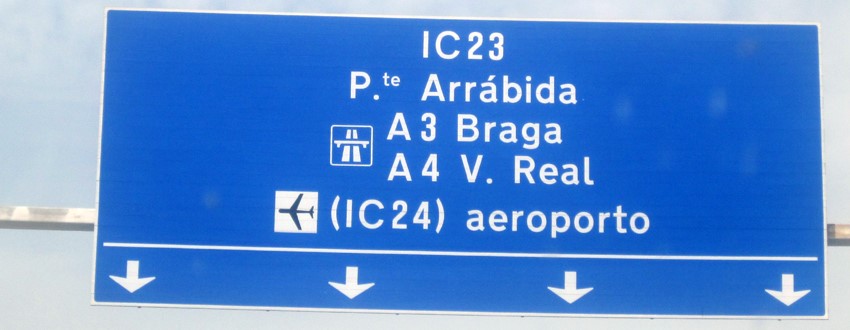 IC23
P.te Arrábida
A3 Braga
A4 V. Real
(IC24) aeroporto